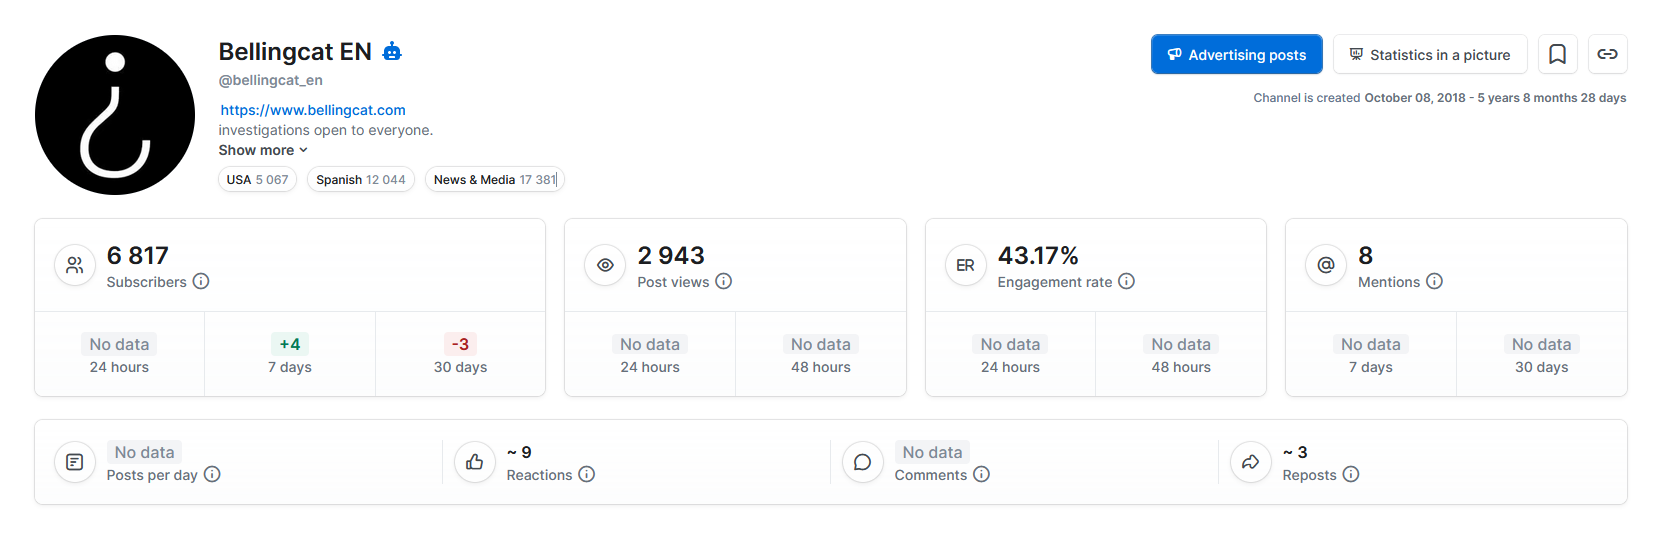 Bellingcat EN
@bellingcat_en
https://www.bellingcat.com
investigations open to everyone.
Show more
USA 5 067
Spanish 12 044
News & Media 17 381
Advertising posts
Statistics in a picture
Channel is created October 08, 2018 - 5 years 8 months 28 days
6 817
Subscribers
No data
24 hours
+4
7 days
-3
30 days
2 943
Post views
No data
24 hours
No data
48 hours
ER
43.17%
Engagement rate
No data
24 hours
No data
48 hours
@
8
Mentions
No data
7 days
No data
30 days
No data
Posts per day
~ 9
Reactions
No data
Comments
~ 3
Reposts